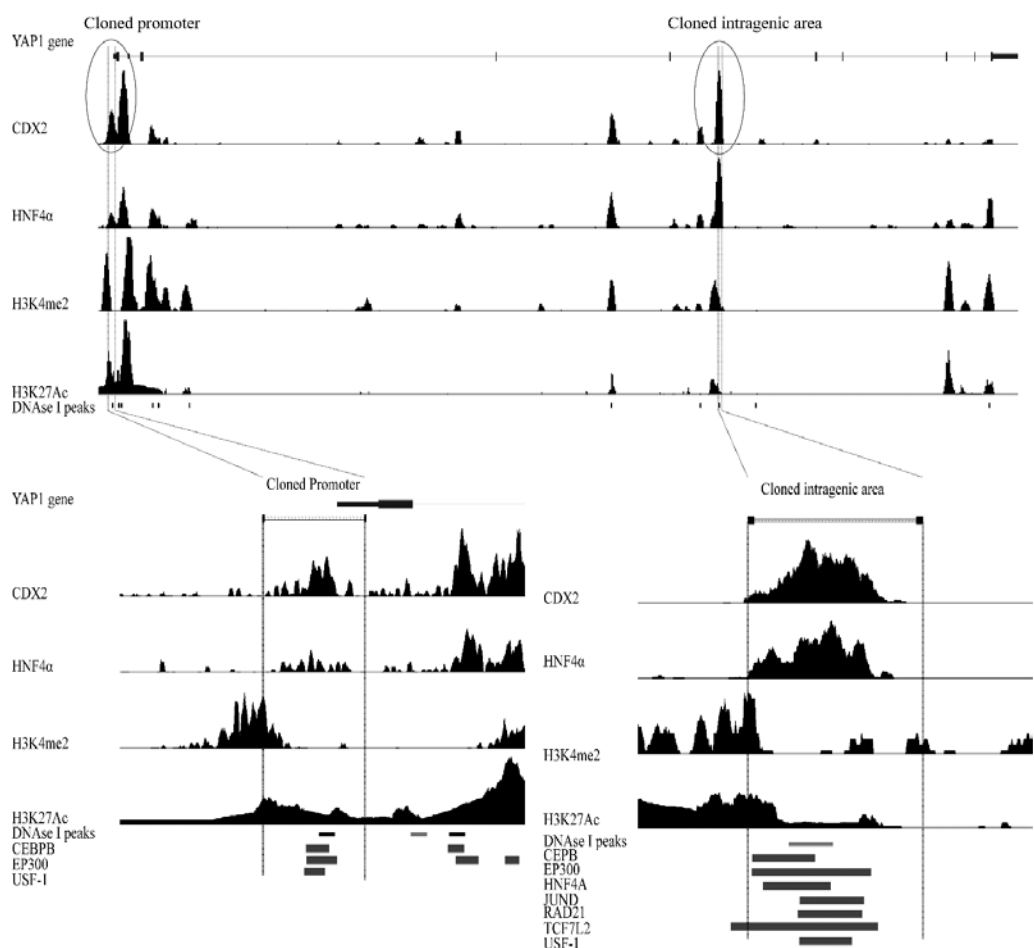 Cloned promoter
Cloned intragenic area
YAP1 gene
CDX2
HNF4α
H3K4me2
H3K27Ac
DNAse I peaks
Cloned Promoter
YAP1 gene
CDX2
HNF4α
H3K4me2
H3K27Ac
DNAse I peaks
CEBPB
EP300
USF-1
Cloned intragenic area
CDX2
HNF4α
H3K4me2
H3K27Ac
DNAse I peaks
CEPB
EP300
HNF4A
JUND
RAD21
TCF7L2
USF-1